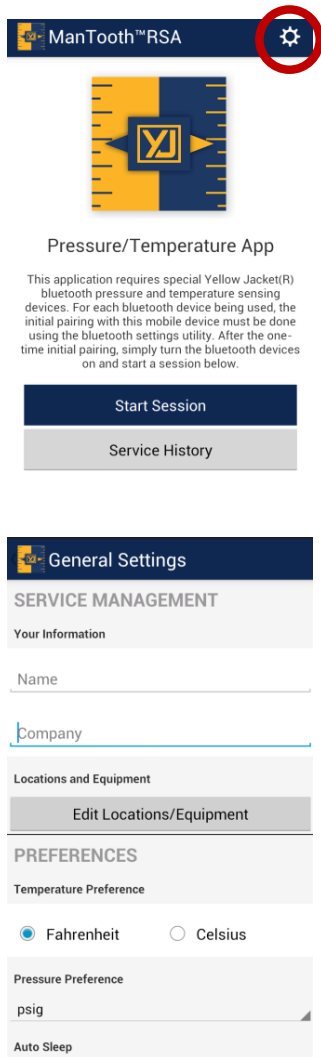 ManTooth™RSA
YJ
Pressure/Temperature App
This application requires special Yellow Jacket(R)
bluetooth pressure and temperature sensing
devices. For each bluetooth device being used, the
initial pairing with this mobile device must be done
using the bluetooth settings utility. After the one-
time initial pairing, simply turn the bluetooth devices
on and start a session below.
Start Session
Service History
General Settings
SERVICE MANAGEMENT
Your Information
Name
Company
Locations and Equipment
Edit Locations/Equipment
PREFERENCES
Temperature Preference
Fahrenheit Celsius
Pressure Preference
psig
Auto Sleep